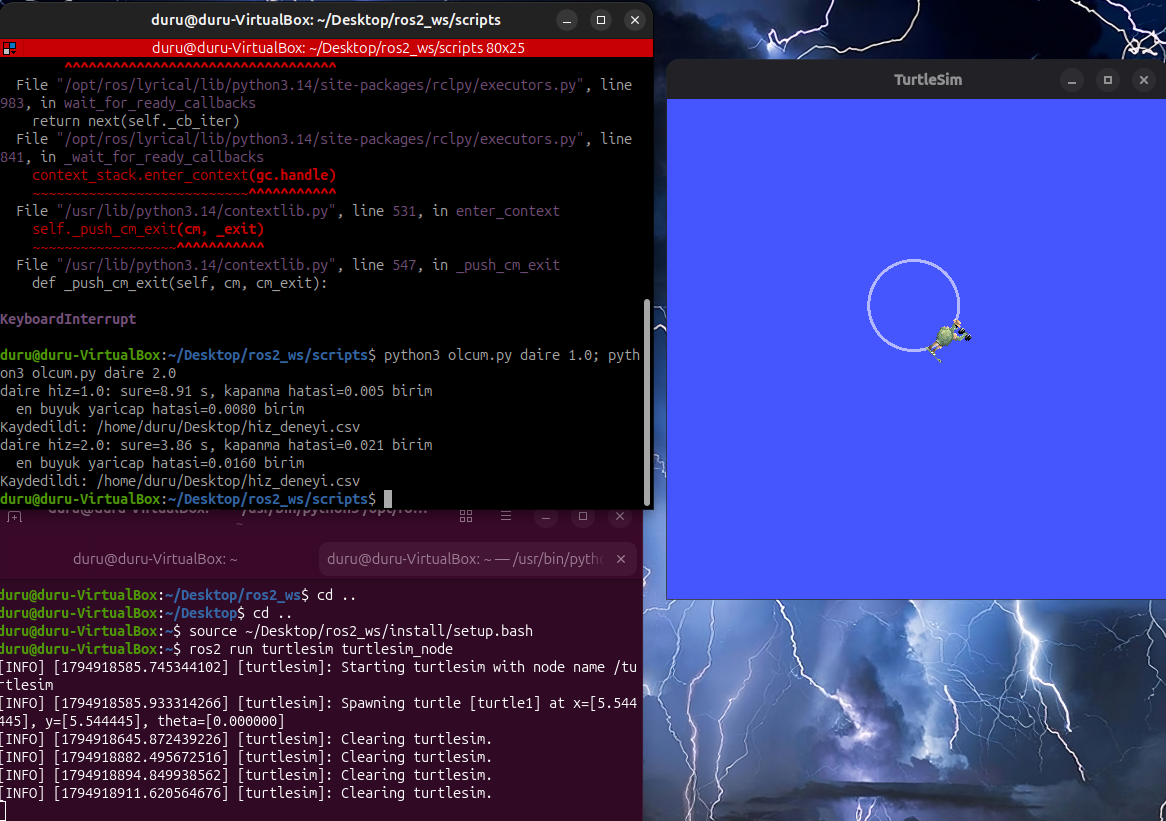 duru@duru-VirtualBox: ~/Desktop/ros2_ws/scripts
duru@duru-VirtualBox: ~/Desktop/ros2_ws/scripts 80x25
^^^^^^^^^^^^^^^^^^^^^^^^^^^^^^^^^^
File "/opt/ros/lyrical/lib/python3.14/site-packages/rclpy/executors.py", line
983, in wait_for_ready_callbacks
return next(self._cb_iter)
File "/opt/ros/lyrical/lib/python3.14/site-packages/rclpy/executors.py", line
841, in _wait_for_ready_callbacks
context_stack.enter_context(gc.handle)
~~~~~~~~~~~~~~~~~~~~~~~~~~~^^^^^^^^^^^
File "/usr/lib/python3.14/contextlib.py", line 531, in enter_context
self._push_cm_exit(cm, _exit)
~~~~~~~~~~~~~~~~~~^^^^^^^^^^^
File "/usr/lib/python3.14/contextlib.py", line 547, in _push_cm_exit
def _push_cm_exit(self, cm, cm_exit):
KeyboardInterrupt
duru@duru-VirtualBox:~/Desktop/ros2_ws/scripts$ python3 olcum.py daire 1.0; pyth
on3 olcum.py daire 2.0
daire hiz=1.0: sure=8.91 s, kapanma hatasi=0.005 birim
en buyuk yaricap hatasi=0.0080 birim
Kaydedildi: /home/duru/Desktop/hiz_deneyi.csv
daire hiz=2.0: sure=3.86 s, kapanma hatasi=0.021 birim
en buyuk yaricap hatasi=0.0160 birim
Kaydedildi: /home/duru/Desktop/hiz_deneyi.csv
duru@duru-VirtualBox:~/Desktop/ros2_ws/scripts$
TurtleSim
duru@duru-VirtualBox: ~
duru@duru-VirtualBox: ~ — /usr/bin/pytho
duru@duru-VirtualBox:~/Desktop/ros2_ws$ cd ..
duru@duru-VirtualBox:~/Desktop$ cd ..
duru@duru-VirtualBox:~$ source ~/Desktop/ros2_ws/install/setup.bash
duru@duru-VirtualBox:~$ ros2 run turtlesim turtlesim_node
[INFO] [1794918585.745344102] [turtlesim]: Starting turtlesim with node name /tu
rtlesim
[INFO] [1794918585.933314266] [turtlesim]: Spawning turtle [turtle1] at x=[5.544
445], y=[5.544445], theta=[0.000000]
[INFO] [1794918645.872439226] [turtlesim]: Clearing turtlesim.
[INFO] [1794918882.495672516] [turtlesim]: Clearing turtlesim.
[INFO] [1794918894.849938562] [turtlesim]: Clearing turtlesim.
[INFO] [1794918911.620564676] [turtlesim]: Clearing turtlesim.